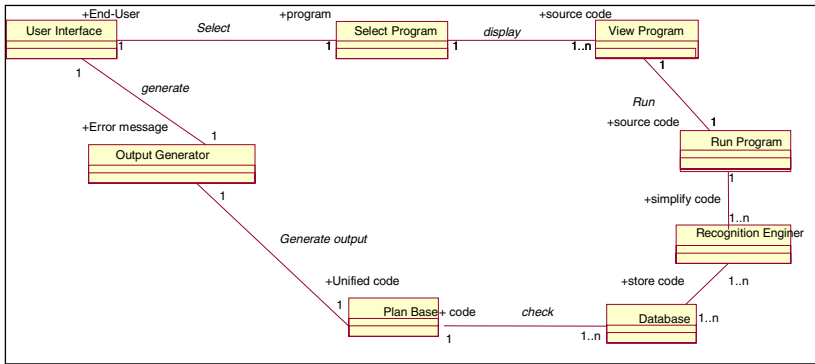 +End-User
Select
+program
+source code
User Interface
Select Program
View Program
1
1
1
display
1..n
1
1
generate
Run
+Error message
1
+source code
1
Output Generator
Run Program
1
1
+simplify code
1..n
Generate output
Recognition Enginer
+Unified code
+store code
1..n
1
Plan Base
+ code
check
Database
1..n
1
1..n